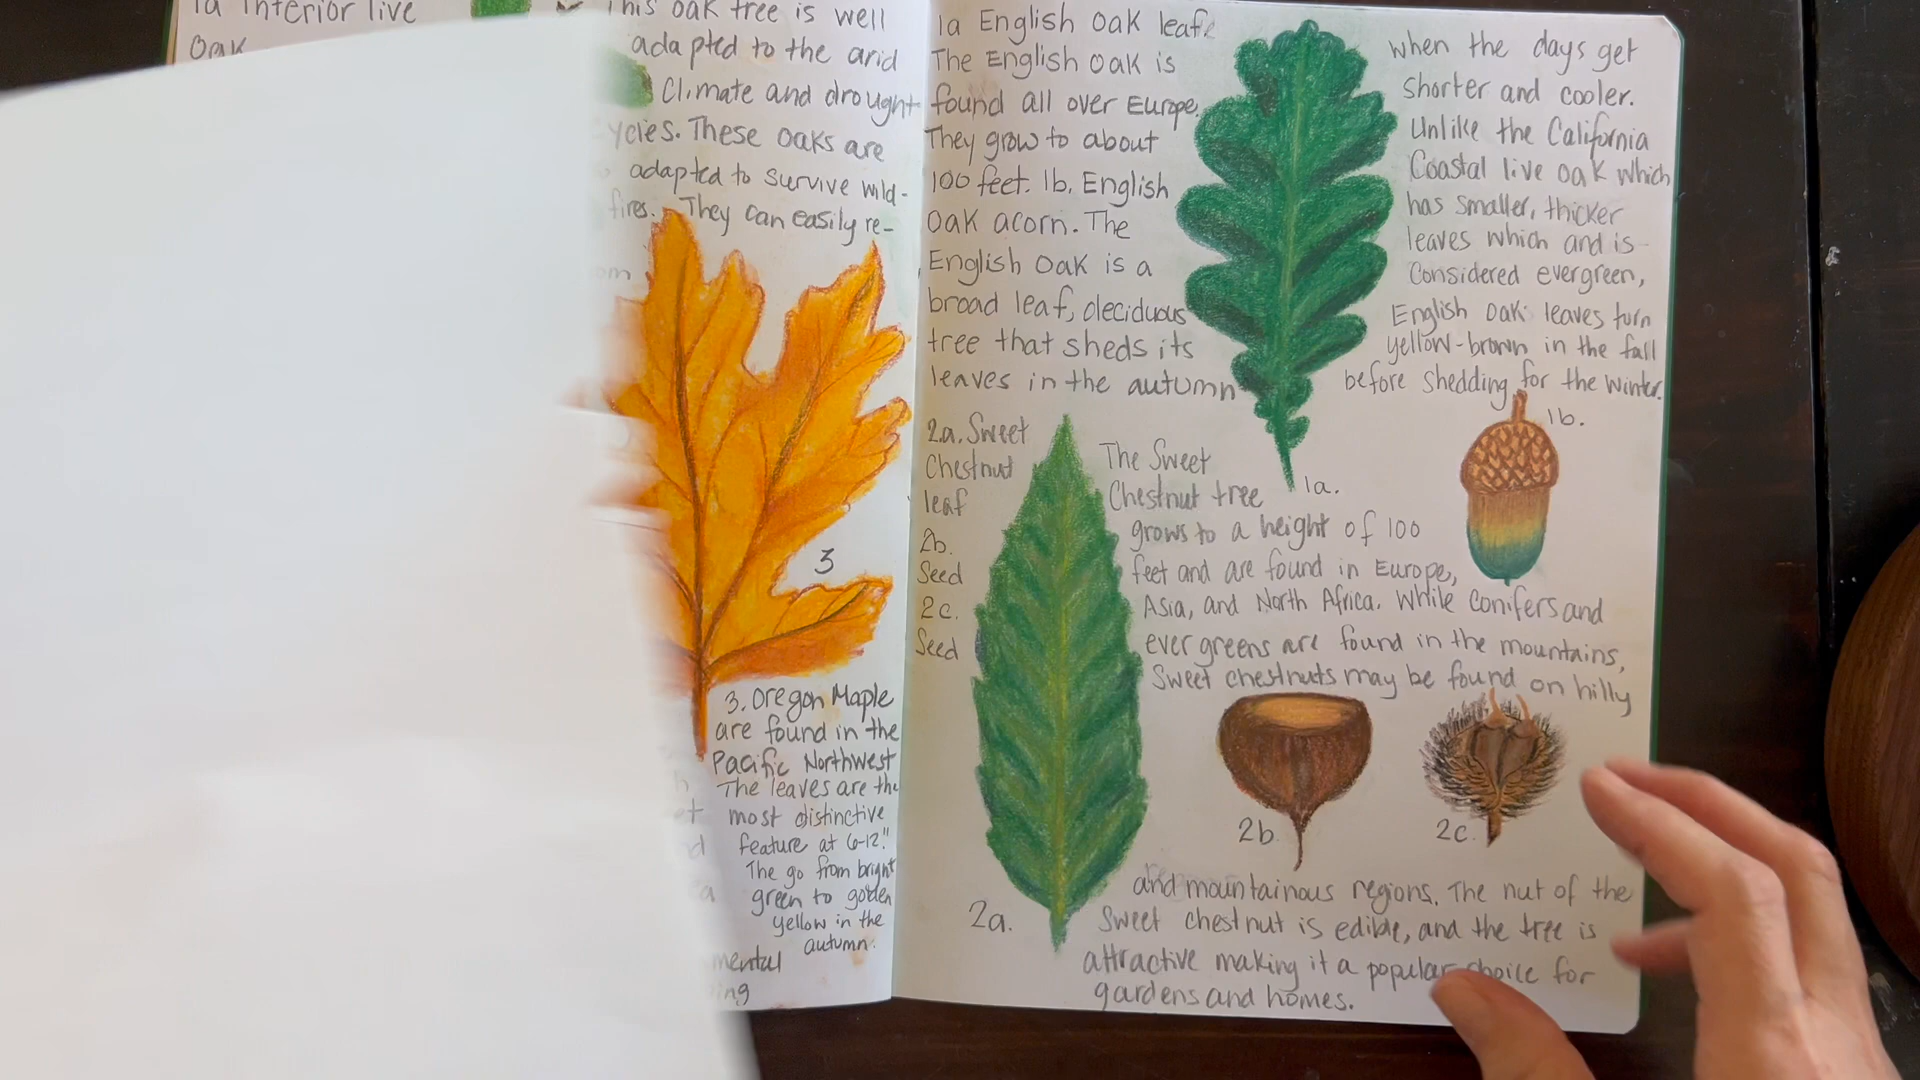 1a Interior live
Oak
This oak tree is well
adapted to the arid
Climate and drought
ycles. These oaks are
adapted to survive wild-
fires. They can easily re-
om
3
3. Oregon Maple
are found in the
Pacific Northwest
The leaves are the
most distinctive
feature at 6-12"
The go from bright
green to golden
yellow in the
autumn.
mental
ing
1a English Oak leaf.
The English Oak is
found all over Europe.
They grow to about
100 feet. 1b. English
Oak acorn. The
English Oak is a
broad leaf, deciduous
tree that sheds its
leaves in the autumn
when the days get
shorter and cooler.
Unlike the California
Coastal live oak which
has smaller, thicker
leaves which and is
Considered evergreen,
English oak leaves turn
yellow-brown in the fall
before shedding for the winter.
1b.
1a.
2a. Sweet
Chestnut
leaf
2b.
Seed
2c.
Seed
The Sweet
Chestnut tree
grows to a height of 100
feet and are found in Europe,
Asia, and North Africa. While conifers and
ever greens are found in the mountains,
Sweet chestnuts may be found on hilly
2b
2c.
2a.
and mountainous regions. The nut of the
Sweet chestnut is edible, and the tree is
attractive making it a popular choice for
gardens and homes.